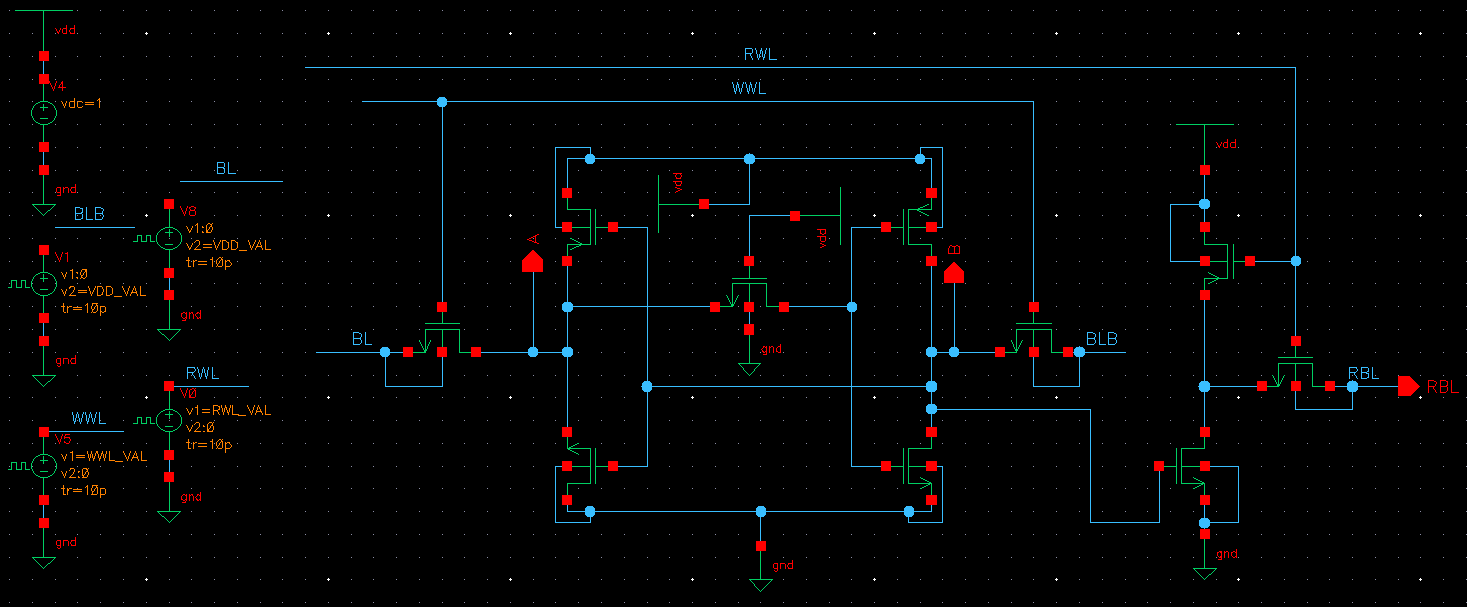 vdd
V4
vdc=1
gnd
BLB
V1
v1:0
v2=VDD_VAL
tr=10p
gnd
WWL
V5
v1=WWL_VAL
v2:0
tr=10p
gnd
BL
V8
v1:0
v2=VDD_VAL
tr=10p
gnd
RWL
V0
v1=RWL_VAL
v2:0
tr=10p
gnd
RWL
WWL
vdd
vdd
A
B
BL
gnd
BLB
gnd
vdd
RBL
RBL
gnd